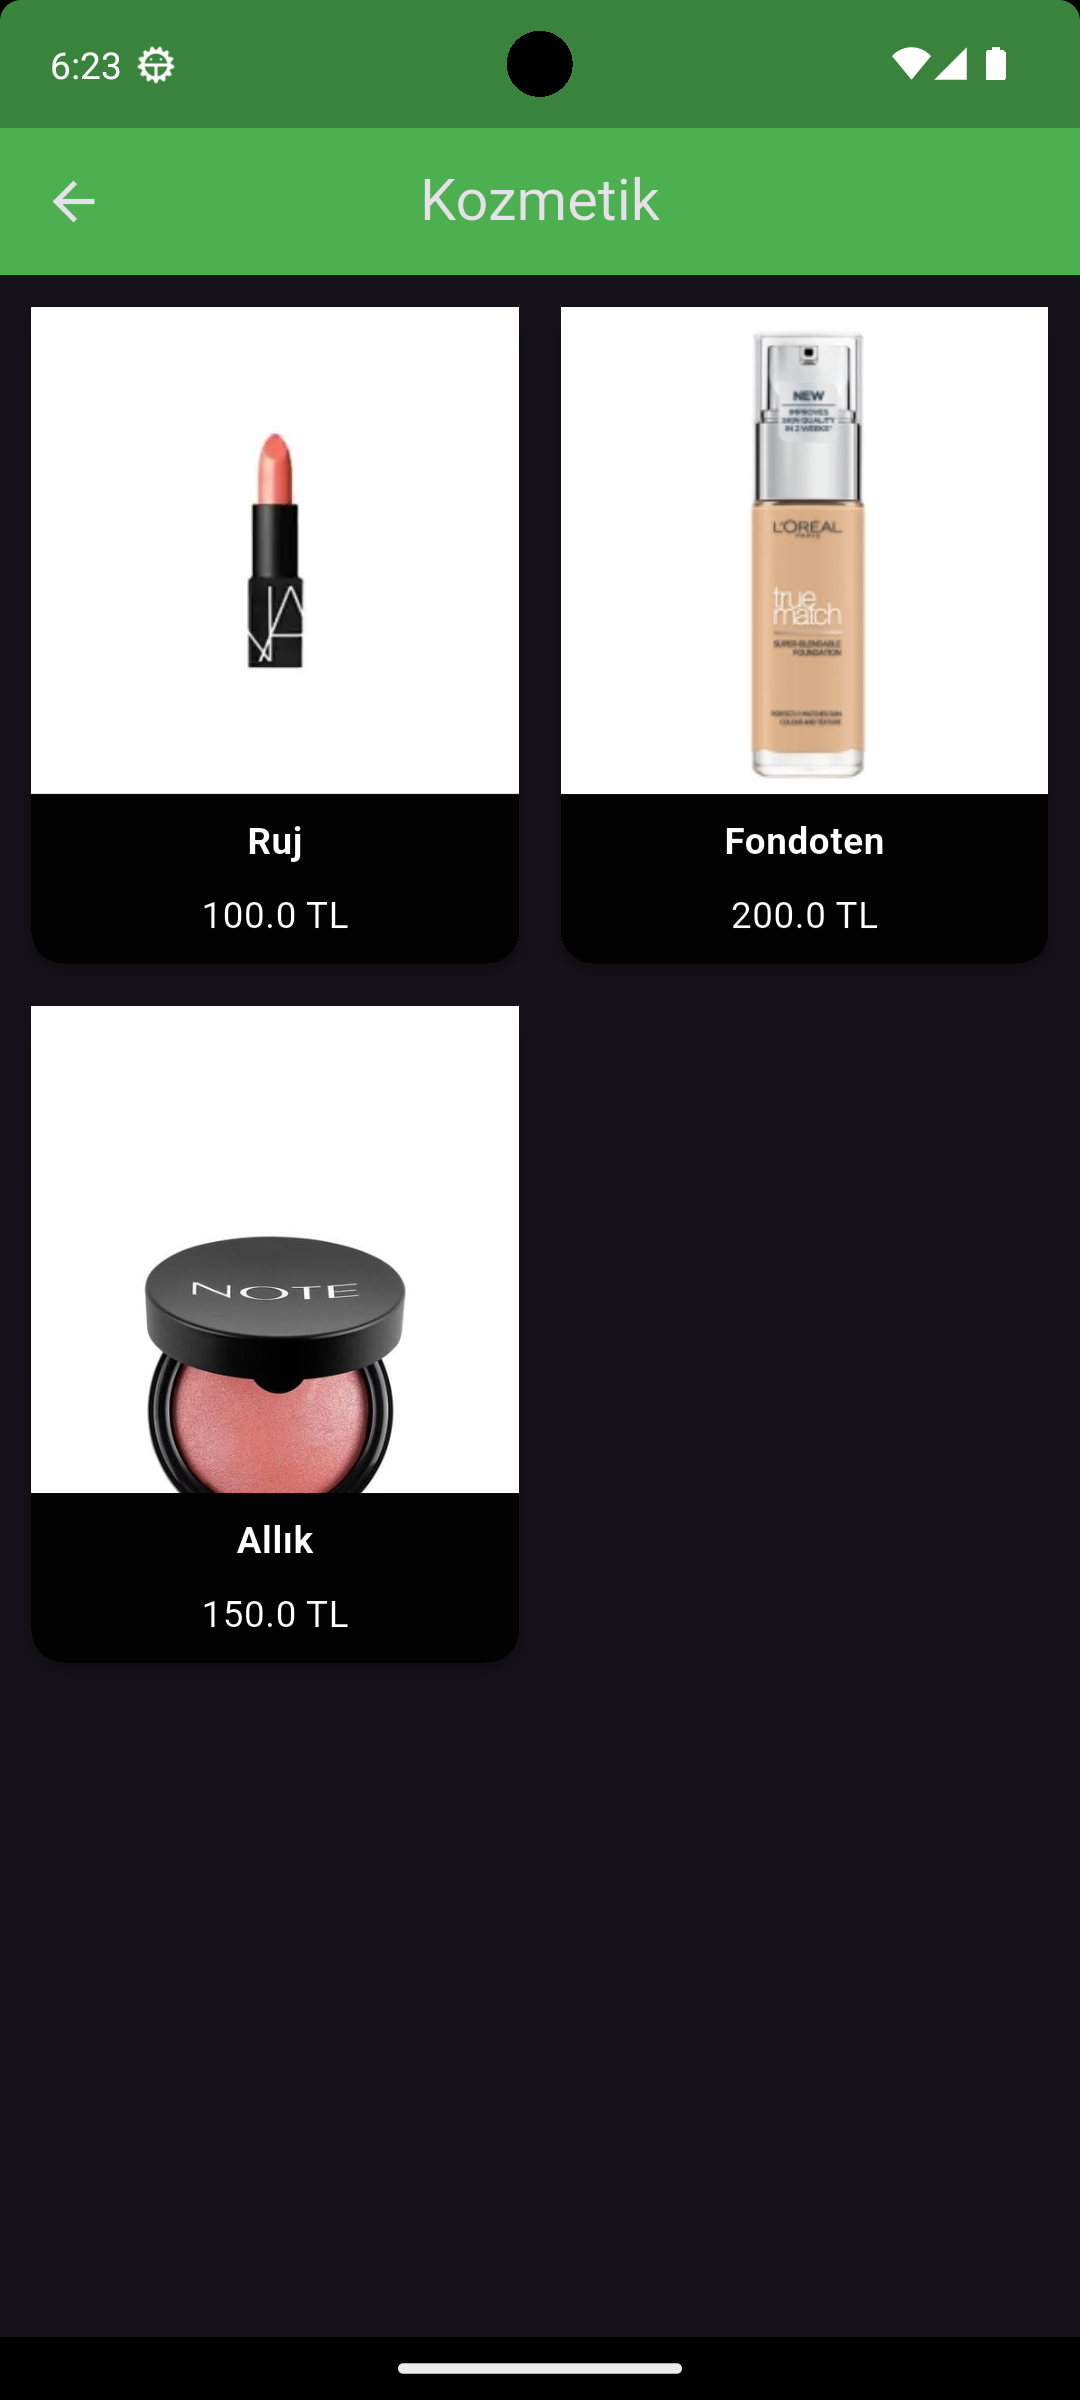 6:23
Kozmetik
NEW
IMPROVES
SKIN QUALITY
IN 2 WEEKS*
L'ORÉAL
PARIS
true
match
SUPER-BLENDABLE
FOUNDATION
PERFECTLY MATCHES SKIN
COLOUR AND TEXTURE
Ruj
Fondoten
100.0 TL
200.0 TL
NOTE
Allık
150.0 TL